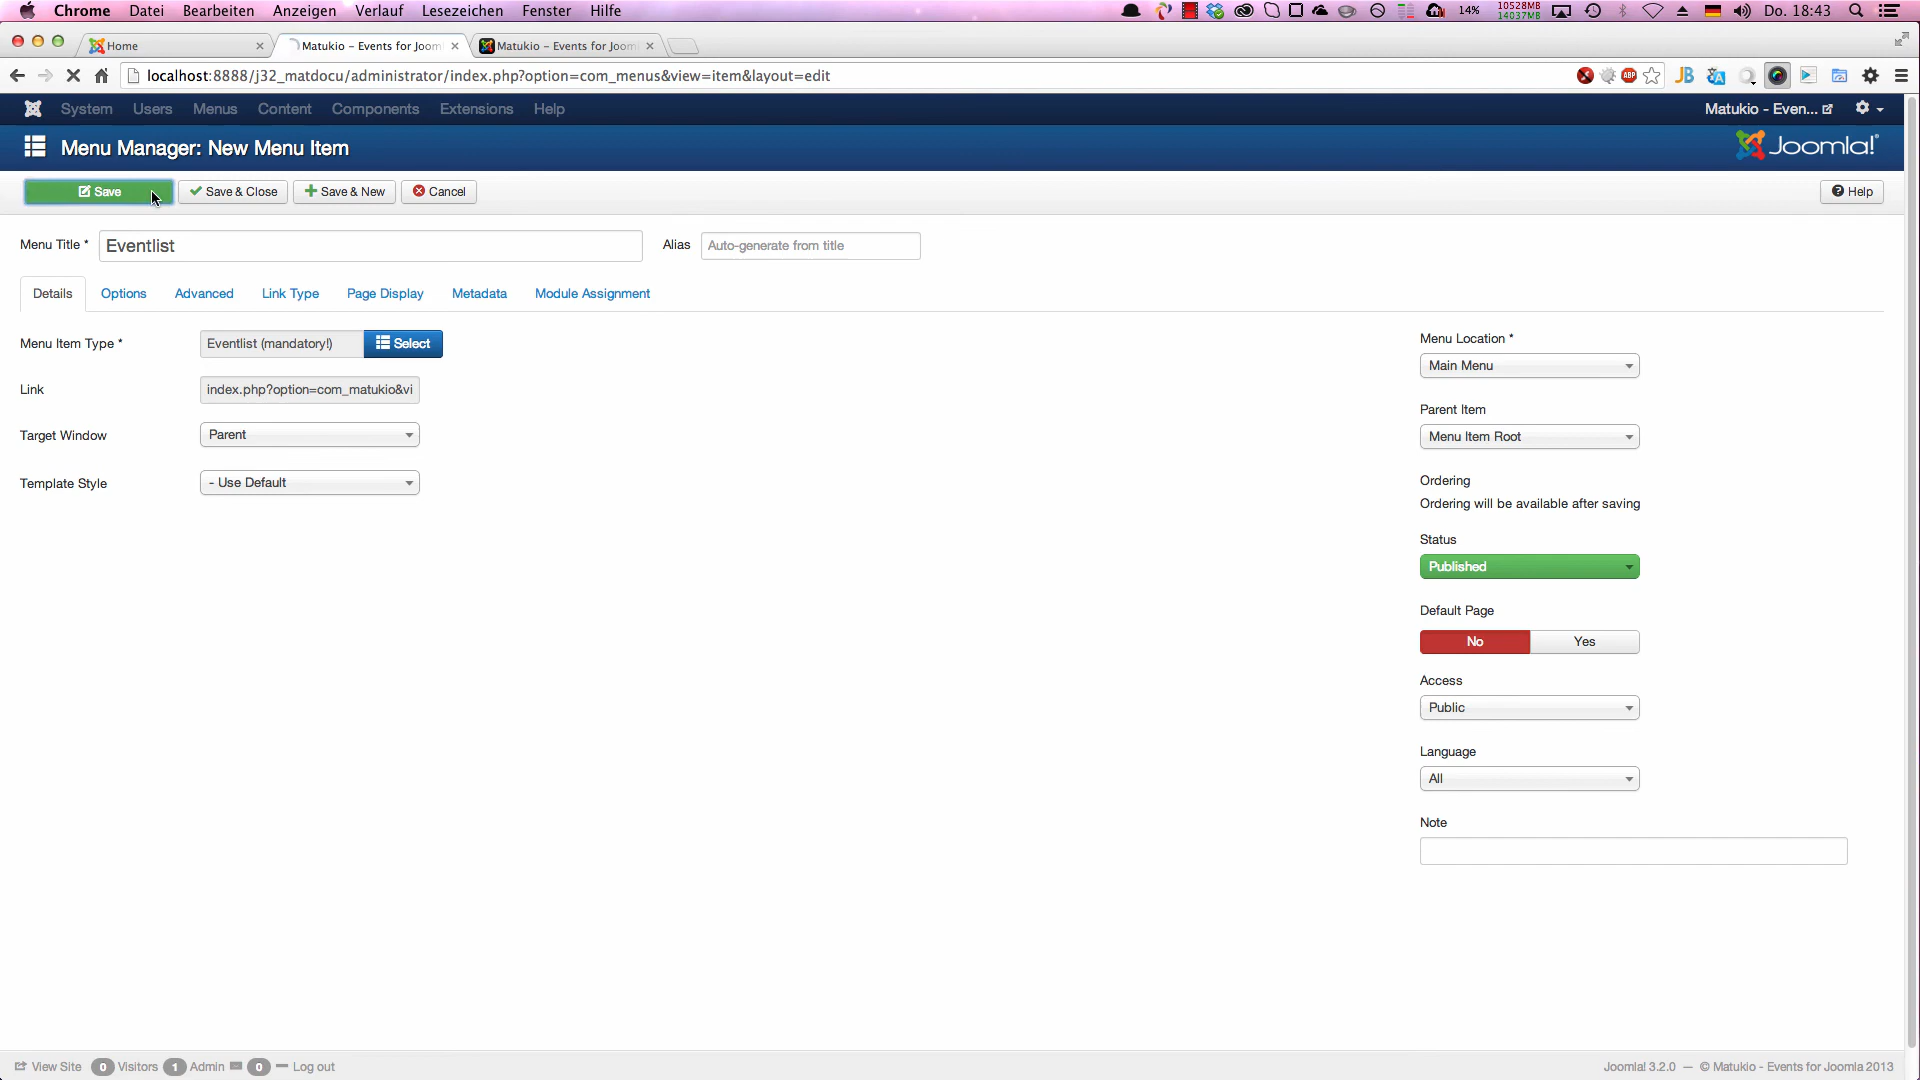 Chrome Datei Bearbeiten Anzeigen Verlauf Lesezeichen Fenster Hilfe 14% 10528MB 14037MB Do. 18:43
Home Matukio – Events for Joom Matukio – Events for Joom
localhost:8888/j32_matdocu/administrator/index.php?option=com_menus&view=item&layout=edit ABP JB
System Users Menus Content Components Extensions Help Matukio - Even...
Menu Manager: New Menu Item Joomla!
Save Save & Close Save & New Cancel Help
Menu Title * Eventlist Alias Auto-generate from title
Details Options Advanced Link Type Page Display Metadata Module Assignment
Menu Item Type * Eventlist (mandatory!) Select
Link index.php?option=com_matukio&vi
Target Window Parent
Template Style - Use Default
Menu Location *
Main Menu
Parent Item
Menu Item Root
Ordering
Ordering will be available after saving
Status
Published
Default Page
No Yes
Access
Public
Language
All
Note
View Site 0 Visitors 1 Admin 0 Log out Joomla! 3.2.0 — © Matukio - Events for Joomla 2013